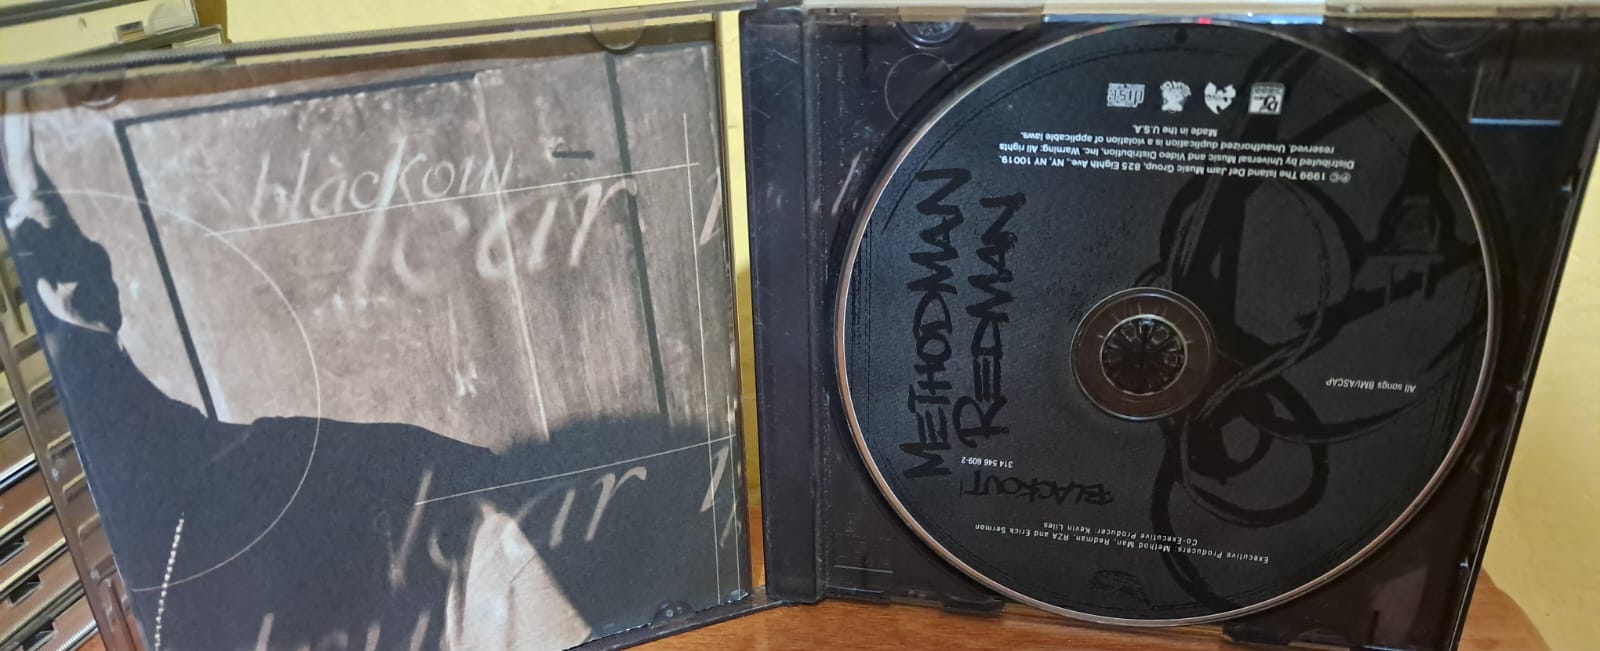 blackout
year
year
METHODMAN
REDMAN
BLACKOUT
314 546 609-2
Executive Producers: Method Man, Redman, RZA and Erick Sermon
Co-Executive Producer: Kevin Liles
All songs BMI/ASCAP
℗© 1999 The Island Def Jam Music Group, 825 Eighth Ave., NY, NY 10019.
Distributed by Universal Music and Video Distribution, Inc. Warning: All rights
reserved. Unauthorized duplication is a violation of applicable laws.
Made in the U.S.A.
disc